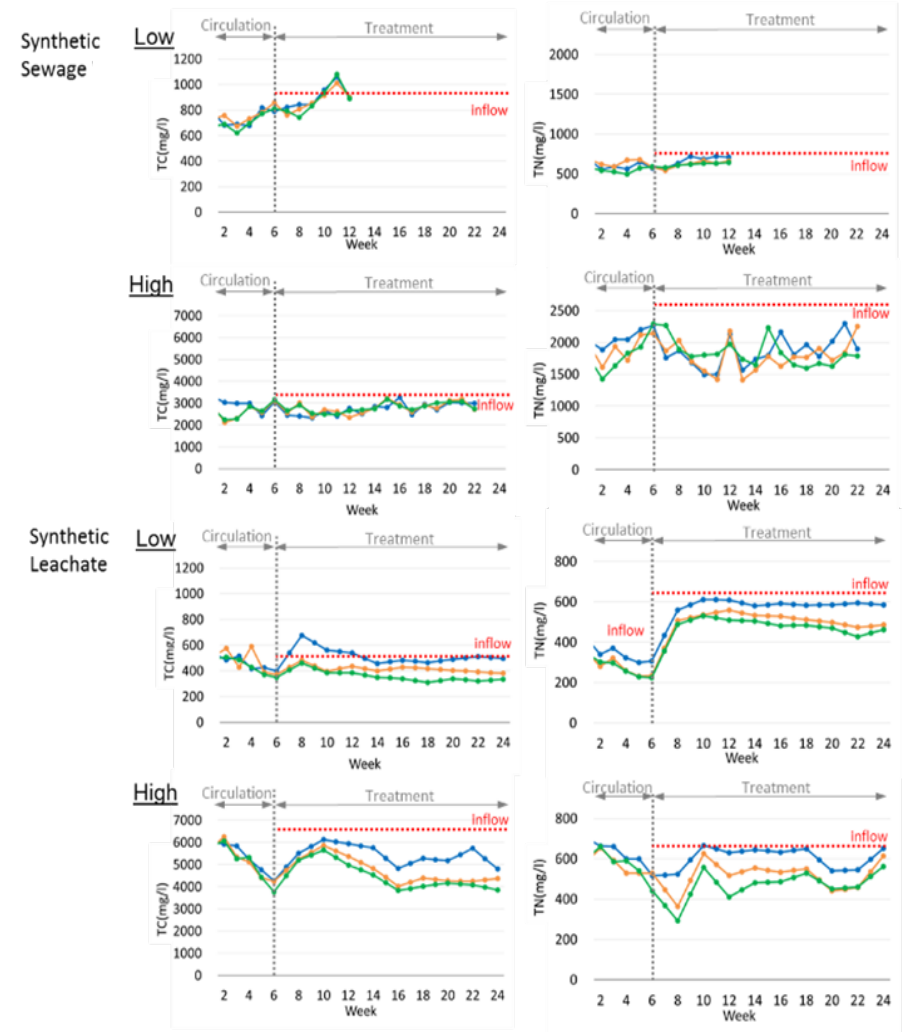 Synthetic
Sewage
Low
Circulation
Treatment
1200
1000
800
600
400
200
0
TC(mg/l)
inflow
2 4 6 8 10 12 14 16 18 20 22 24
Week
Circulation
Treatment
2000
1500
1000
500
0
TN(mg/l)
inflow
2 4 6 8 10 12 14 16 18 20 22 24
Week
High
Circulation
Treatment
7000
6000
5000
4000
3000
2000
1000
0
TC(mg/l)
inflow
2 4 6 8 10 12 14 16 18 20 22 24
Week
Circulation
Treatment
2500
2000
1500
1000
500
0
TN(mg/l)
inflow
2 4 6 8 10 12 14 16 18 20 22 24
Week
Synthetic
Leachate
Low
Circulation
Treatment
1200
1000
800
600
400
200
0
TC(mg/l)
inflow
2 4 6 8 10 12 14 16 18 20 22 24
Week
Circulation
Treatment
800
600
400
200
0
TN(mg/l)
inflow
inflow
2 4 6 8 10 12 14 16 18 20 22 24
Week
High
Circulation
Treatment
7000
6000
5000
4000
3000
2000
1000
0
TC(mg/l)
inflow
2 4 6 8 10 12 14 16 18 20 22 24
Week
Circulation
Treatment
800
600
400
200
0
TN(mg/l)
inflow
2 4 6 8 10 12 14 16 18 20 22 24
Week